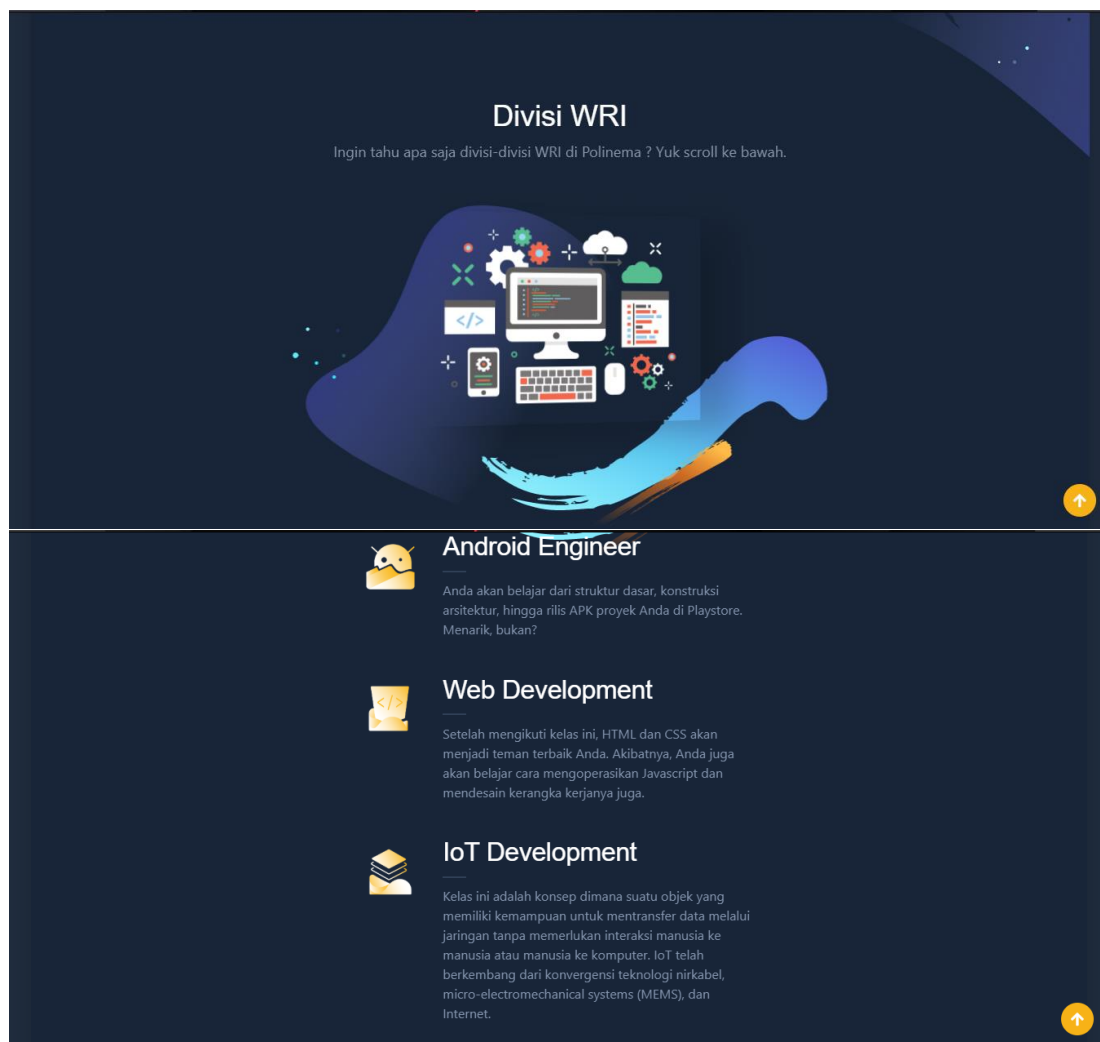 Divisi WRI
Ingin tahu apa saja divisi-divisi WRI di Polinema ? Yuk scroll ke bawah.
</>
Android Engineer
Anda akan belajar dari struktur dasar, konstruksi
arsitektur, hingga rilis APK proyek Anda di Playstore.
Menarik, bukan?
</>
Web Development
Setelah mengikuti kelas ini, HTML dan CSS akan
menjadi teman terbaik Anda. Akibatnya, Anda juga
akan belajar cara mengoperasikan Javascript dan
mendesain kerangka kerjanya juga.
IoT Development
Kelas ini adalah konsep dimana suatu objek yang
memiliki kemampuan untuk mentransfer data melalui
jaringan tanpa memerlukan interaksi manusia ke
manusia atau manusia ke komputer. IoT telah
berkembang dari konvergensi teknologi nirkabel,
micro-electromechanical systems (MEMS), dan
Internet.